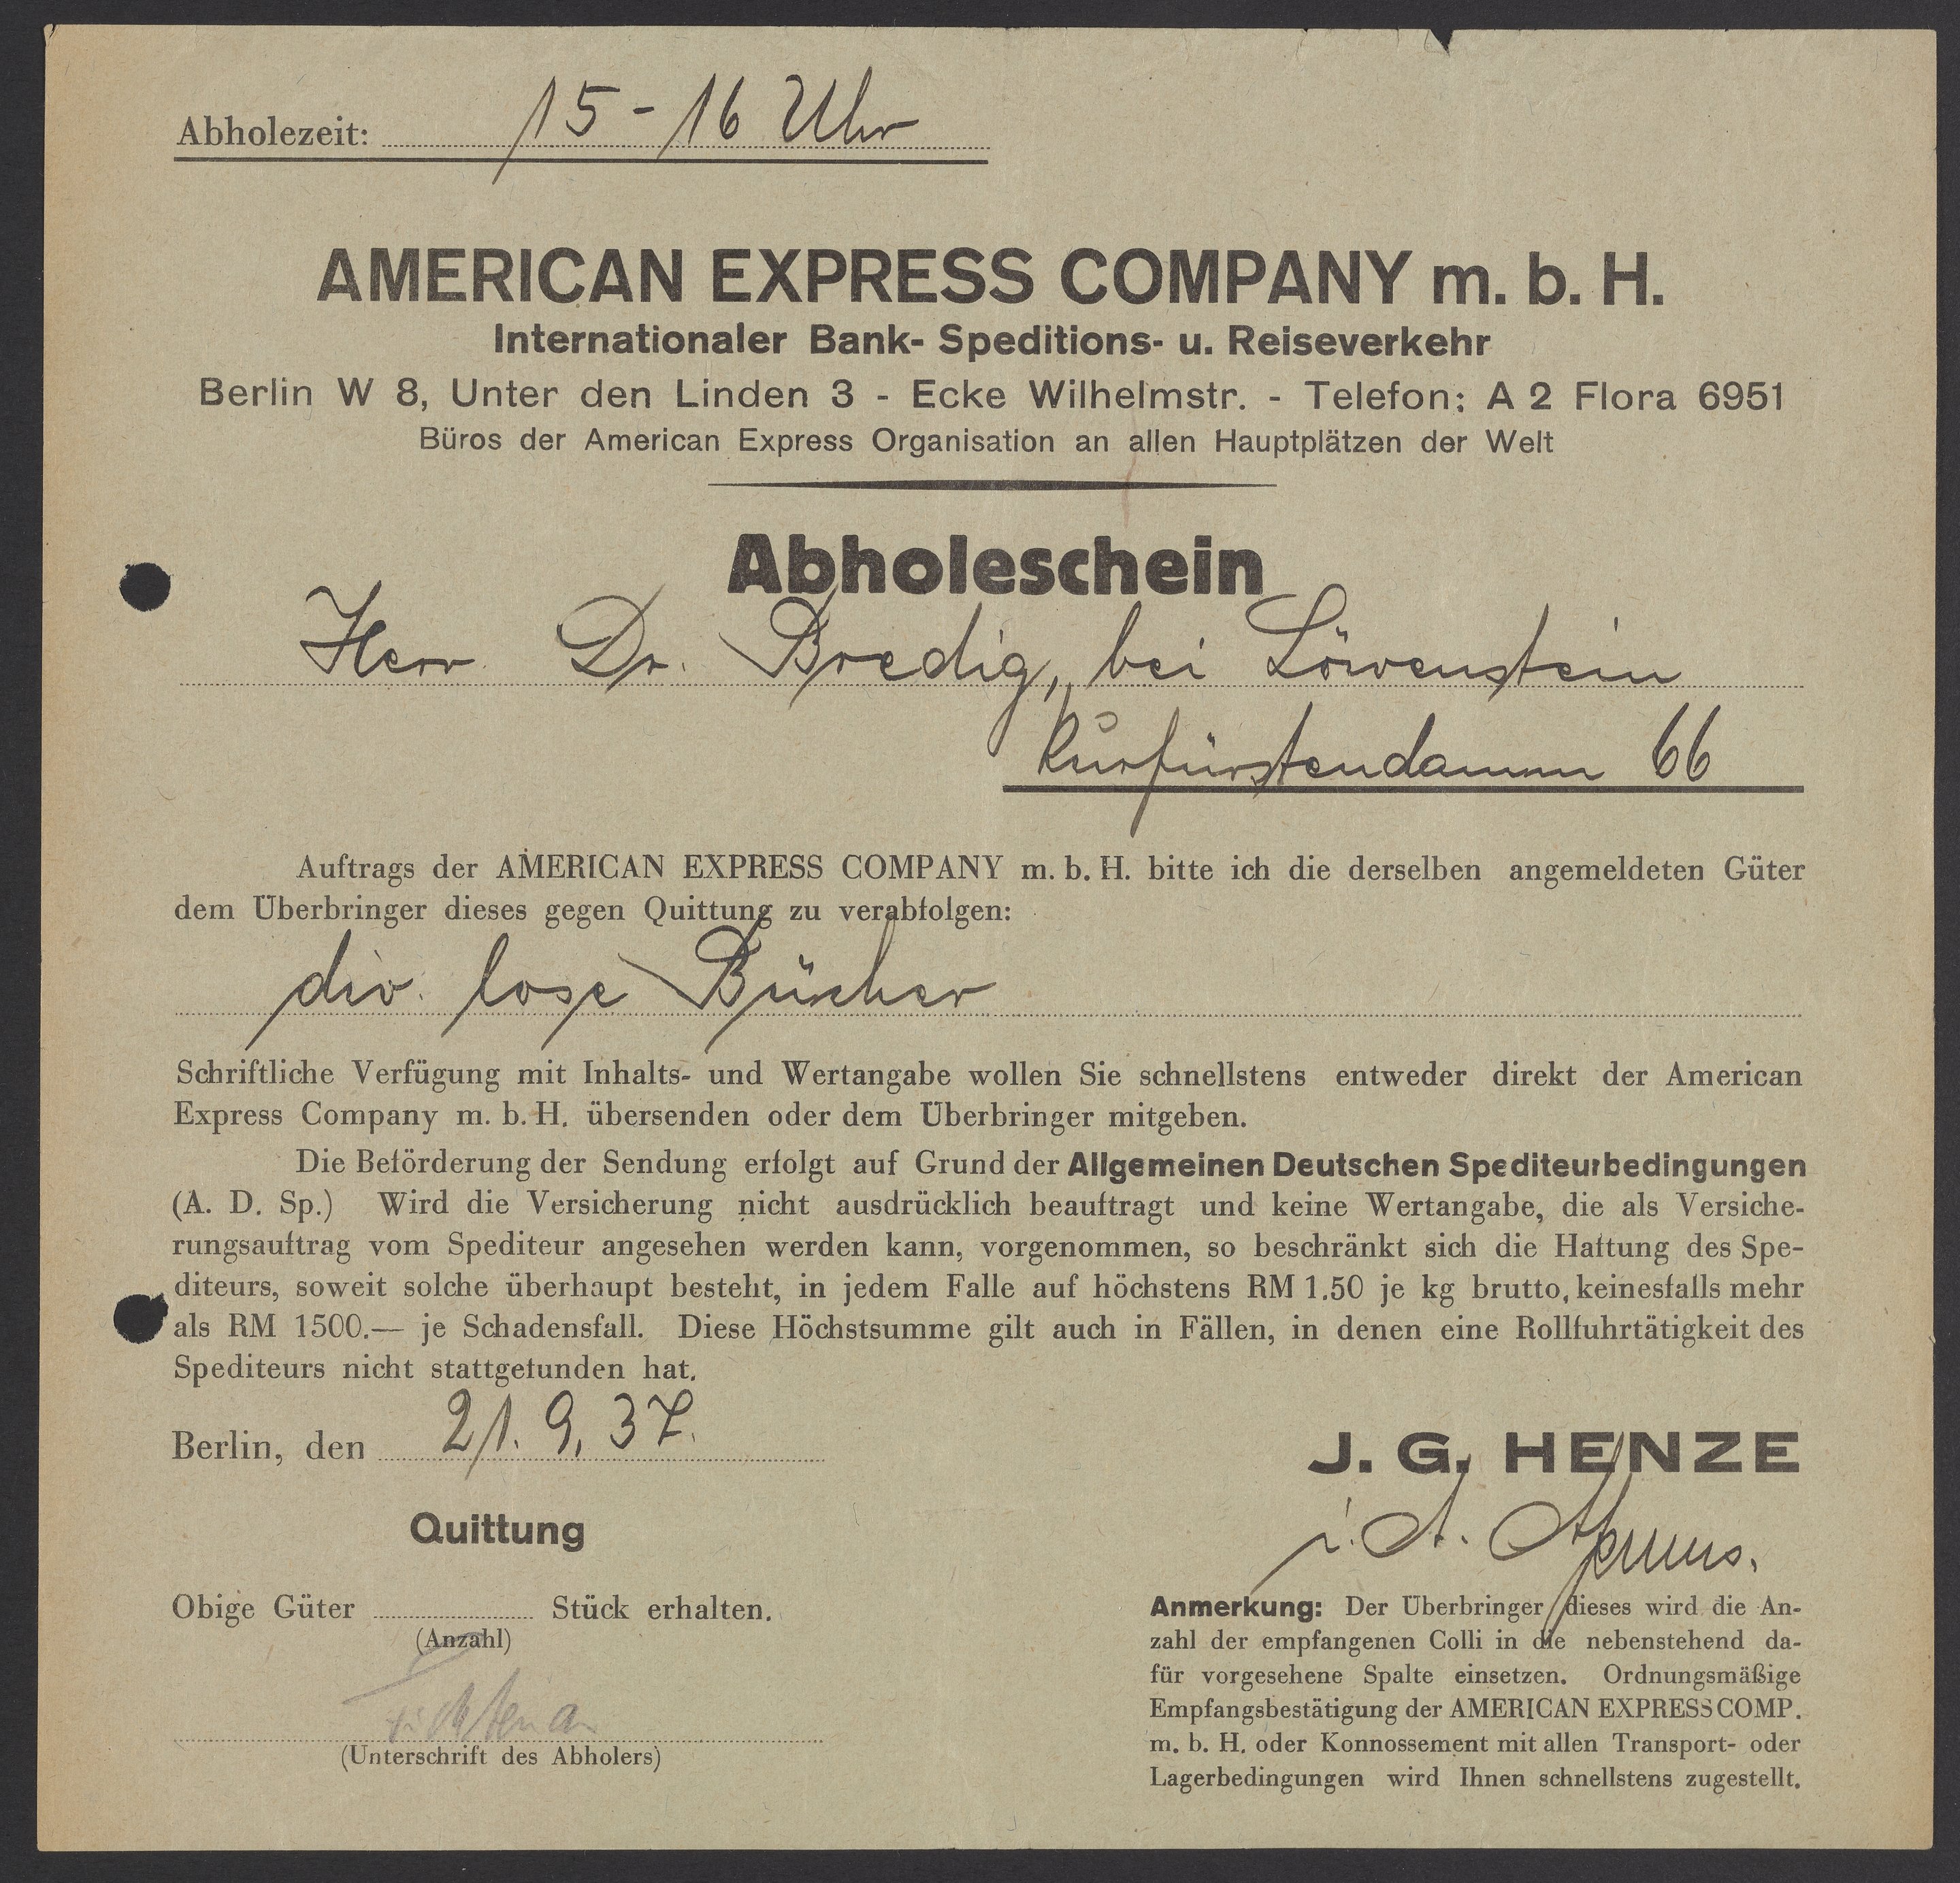 Abholezeit: 15-16 Uhr
AMERICAN EXPRESS COMPANY m. b. H.
Internationaler Bank- Speditions- u. Reiseverkehr
Berlin W 8, Unter den Linden 3 - Ecke Wilhelmstr. - Telefon: A 2 Flora 6951
Büros der American Express Organisation an allen Hauptplätzen der Welt
Abholeschein
Herr Dr. Bredig, bei Löwenstein
Kurfürstendamm 66
Auftrags der AMERICAN EXPRESS COMPANY m. b. H. bitte ich die derselben angemeldeten Güter
dem Überbringer dieses gegen Quittung zu verabfolgen:
div. lose Bücher
Schriftliche Verfügung mit Inhalts- und Wertangabe wollen Sie schnellstens entweder direkt der American
Express Company m. b. H. übersenden oder dem Überbringer mitgeben.
Die Beförderung der Sendung erfolgt auf Grund der Allgemeinen Deutschen Spediteurbedingungen
(A. D. Sp.) Wird die Versicherung nicht ausdrücklich beauftragt und keine Wertangabe, die als Versiche-
rungsauftrag vom Spediteur angesehen werden kann, vorgenommen, so beschränkt sich die Haftung des Spe-
diteurs, soweit solche überhaupt besteht, in jedem Falle auf höchstens RM 1.50 je kg brutto, keinesfalls mehr
als RM 1500.— je Schadensfall. Diese Höchstsumme gilt auch in Fällen, in denen eine Rollfuhrtätigkeit des
Spediteurs nicht stattgefunden hat.
Berlin, den 21. 9. 37.
J. G. HENZE
i. A.
Quittung
Obige Güter Stück erhalten.
(Anzahl)
(Unterschrift des Abholers)
Anmerkung: Der Überbringer dieses wird die An-
zahl der empfangenen Colli in die nebenstehend da-
für vorgesehene Spalte einsetzen. Ordnungsmäßige
Empfangsbestätigung der AMERICAN EXPRESS COMP.
m. b. H. oder Konnossement mit allen Transport- oder
Lagerbedingungen wird Ihnen schnellstens zugestellt.